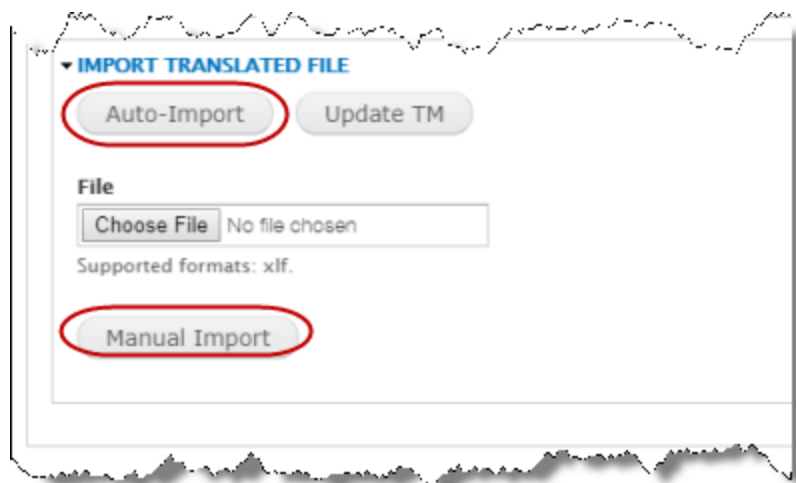 IMPORT TRANSLATED FILE
Auto-Import Update TM
File
Choose File No file chosen
Supported formats: xlf.
Manual Import